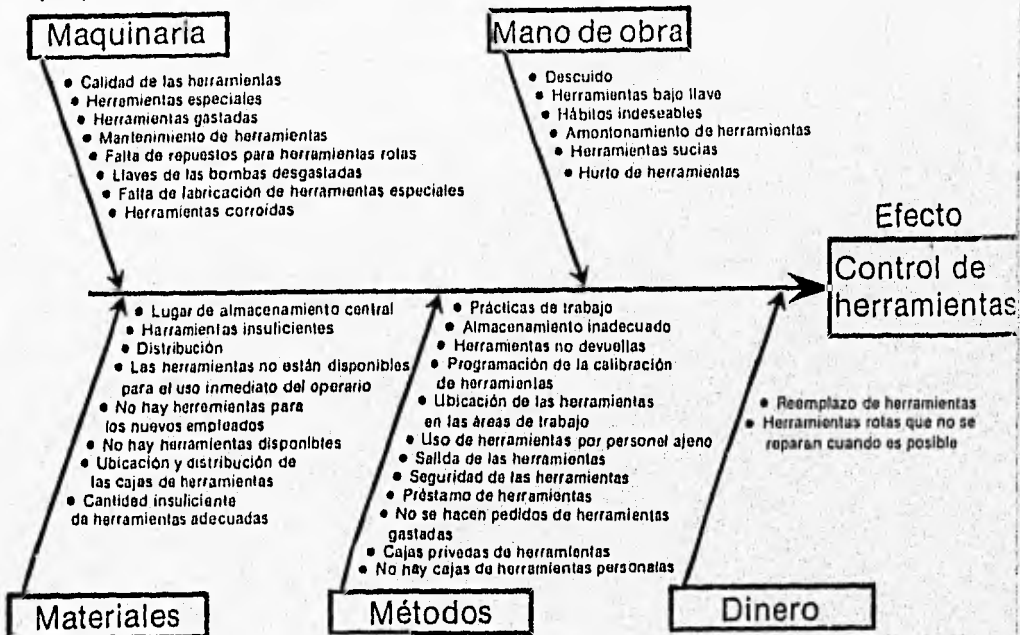 Maquinaria
Calidad de las herramientas
Herramientas especiales
Herramientas gastadas
Mantenimiento de herramientas
Falta de repuestos para herramientas rotas
Llaves de las bombas desgastadas
Falta de fabricación de herramientas especiales
Herramientas corroídas
Mano de obra
Descuido
Herramientas bajo llave
Hábitos indeseables
Amontonamiento de herramientas
Herramientas sucias
Hurto de herramientas
Efecto
Control de
herramientas
Lugar de almacenamiento central
Harramientas insuficientes
Distribución
Las herramientas no están disponibles
para el uso inmediato del operario
No hay herremientas para
los nuevos empleados
No hay herramientas disponibles
Ubicación y distribución de
las cajas de herramientas
Cantidad insuficiente
de herramientas adecuadas
Materiales
Prácticas de trabajo
Almacenamiento inadecuado
Herramientas no devueltas
Programación de la calibración
de herramientas
Ubicación de las herramientas
en las áreas de trabajo
Uso de herramientas por personel ajeno
Salida de las herramientas
Seguridad de las herramientas
Préstamo de herramientas
No se hacen pedidos de herramientas
gastadas
Cajas privadas de herramientas
No hay cajas de herramientas personales
Métodos
Reemplazo de herramientas
Herramientas rotas que no se
reparan cuando es posible
Dinero